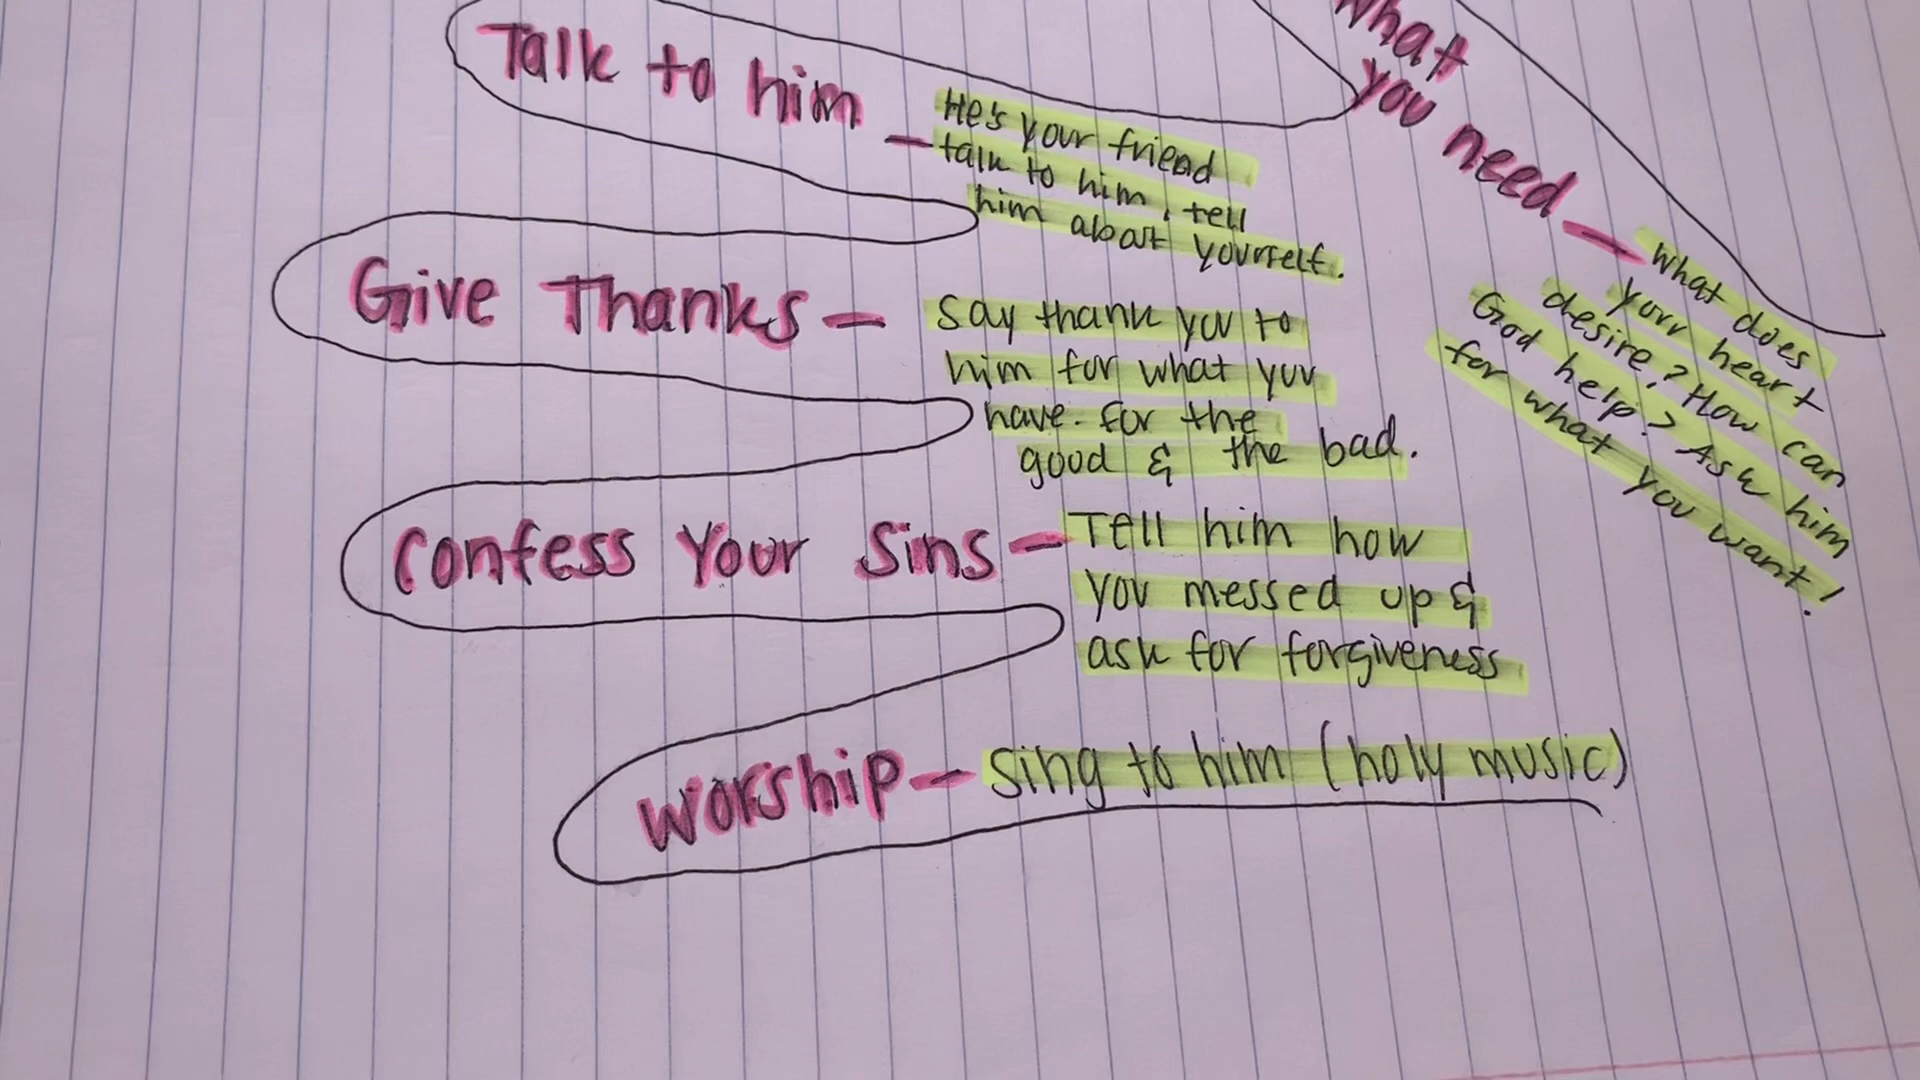 Talk to him —
He's your friend
talk to him, tell
him about yourself.
Give Thanks —
say thank you to
him for what you
have. for the
good & the bad.
Confess Your Sins —
Tell him how
you messed up &
ask for forgiveness
Worship — sing to him (holy music)
What
you need —
What does
your heart
desire? How can
God help? Ask him
for what you want!